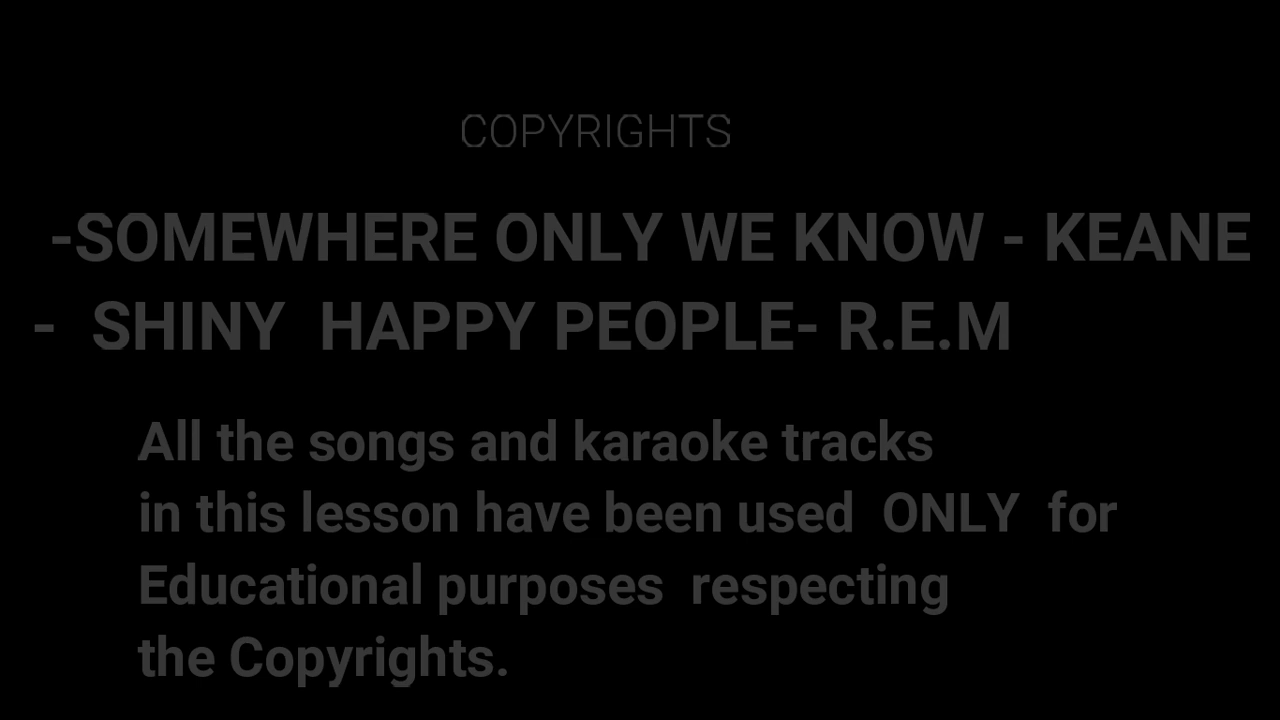 COPYRIGHTS
-SOMEWHERE ONLY WE KNOW - KEANE
- SHINY HAPPY PEOPLE- R.E.M
All the songs and karaoke tracks
in this lesson have been used ONLY for
Educational purposes respecting
the Copyrights.